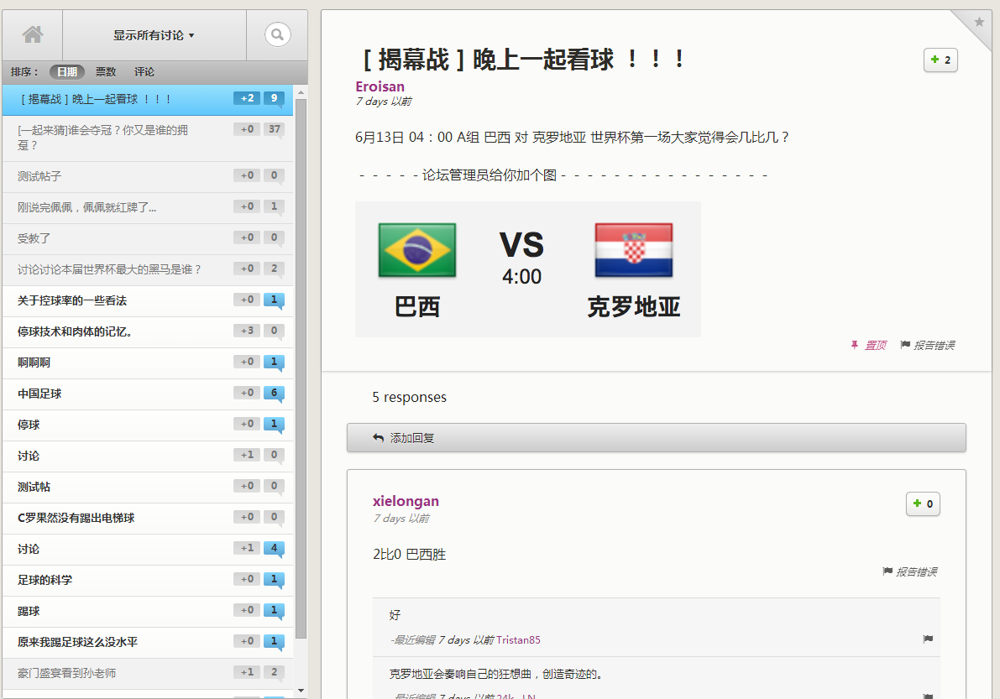 显示所有讨论
排序： 日期 票数 评论
[ 揭幕战 ] 晚上一起看球 ！！！ +2 9
[一起来猜]谁会夺冠？你又是谁的拥 +0 37
趸？
测试帖子 +0 0
刚说完佩佩，佩佩就红牌了... +0 1
受教了 +0 0
讨论讨论本届世界杯最大的黑马是谁？ +0 2
关于控球率的一些看法 +0 1
停球技术和肉体的记忆。 +3 0
啊啊啊 +0 1
中国足球 +0 6
停球 +0 1
讨论 +1 0
测试帖 +0 0
C罗果然没有踢出电梯球 +0 0
讨论 +1 4
足球的科学 +0 1
踢球 +0 1
原来我踢足球这么没水平 +0 1
豪门盛宴看到孙老师 +1 2
[ 揭幕战 ] 晚上一起看球 ！！！
+ 2
Eroisan
7 days 以前
6月13日 04：00 A组 巴西 对 克罗地亚 世界杯第一场大家觉得会几比几？
- - - - - 论坛管理员给你加个图 - - - - - - - - - - - - - - - -
VS
4:00
巴西 克罗地亚
置顶 报告错误
5 responses
添加回复
xielongan
+ 0
7 days 以前
2比0 巴西胜
报告错误
好
-最近编辑 7 days 以前 Tristan85
克罗地亚会奏响自己的狂想曲，创造奇迹的。
-最近编辑 7 days 以前 24k...LN